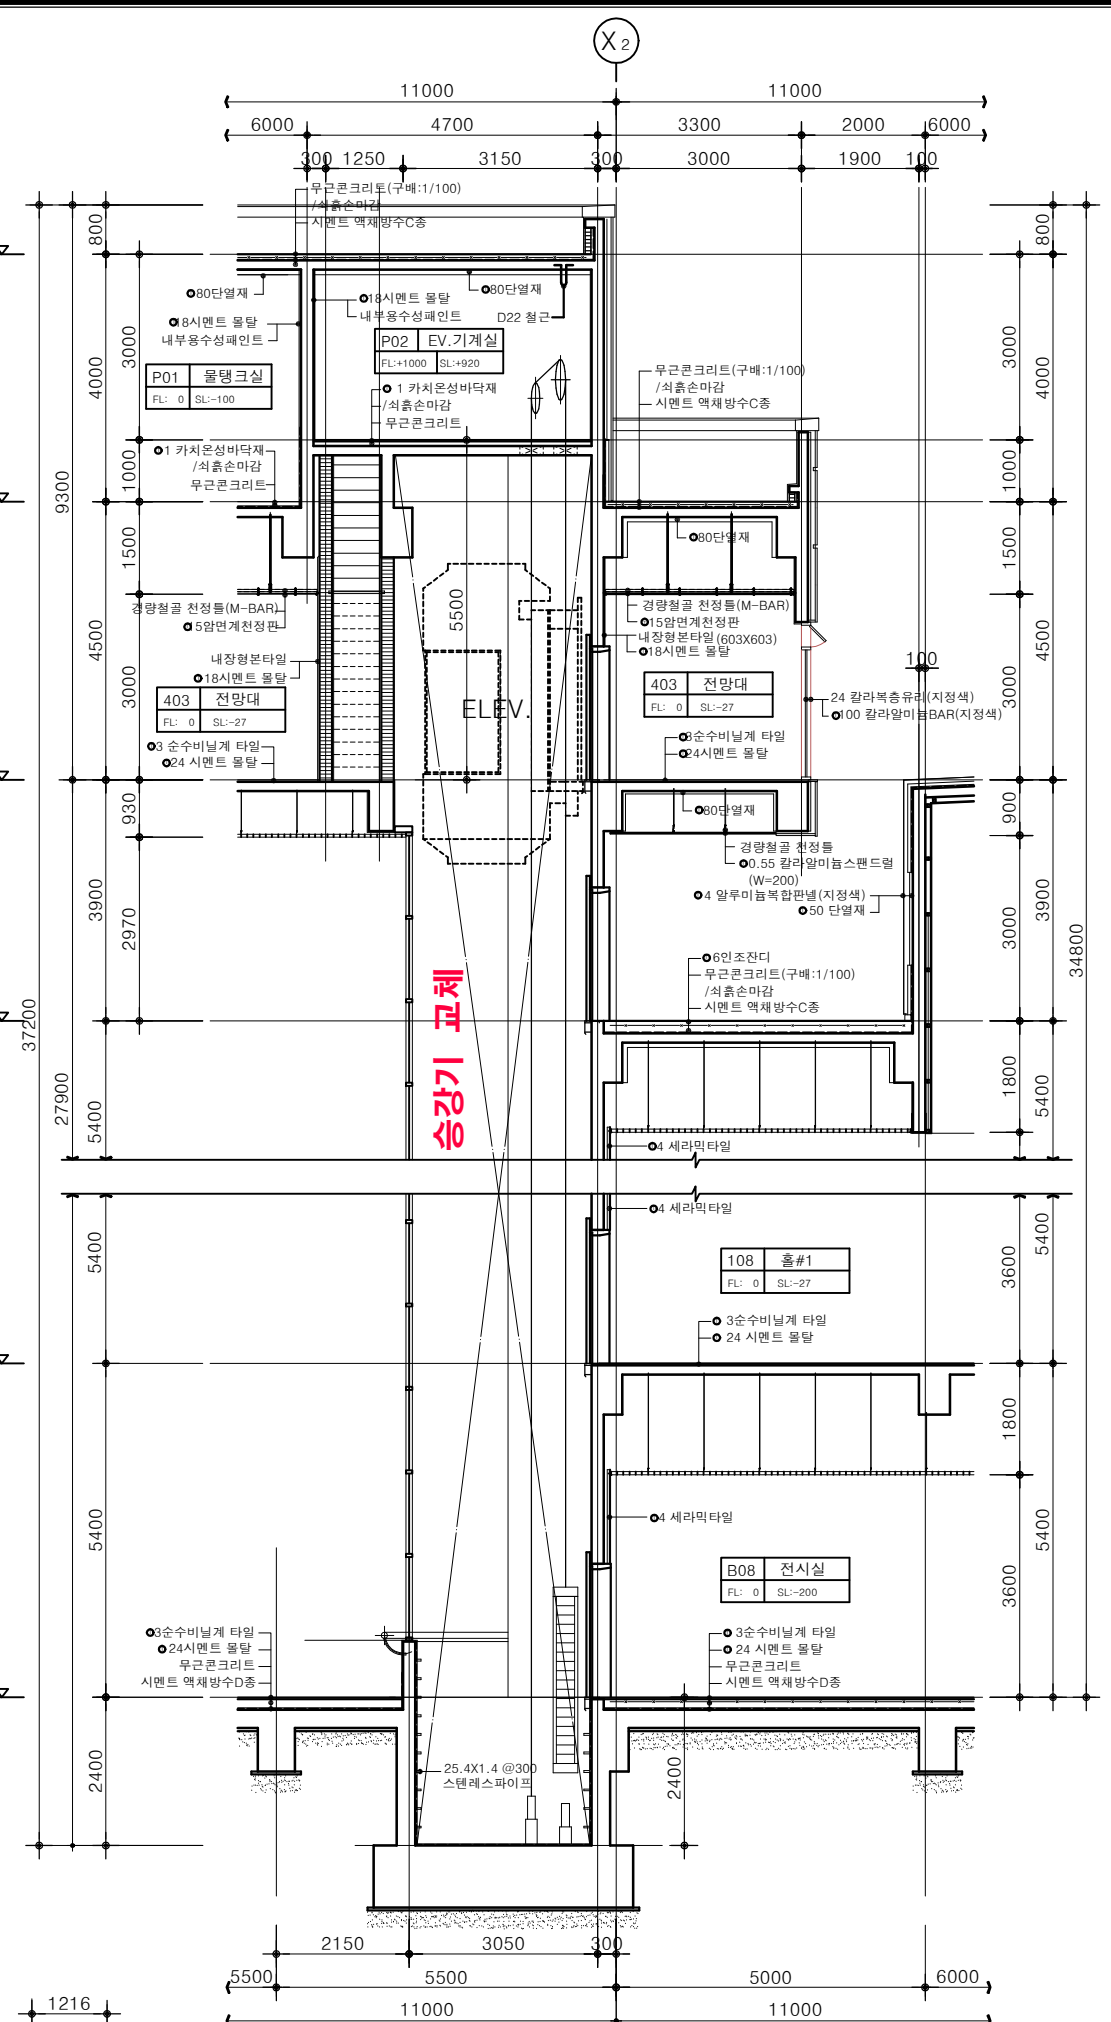 X2
11000
11000
6000
4700
3300
2000
6000
300
1250
3150
300
3000
1900
100
무근콘크리트(구배:1/100)
/쇠흙손마감
시멘트 액채방수C종
800
800
80단열재
18시멘트 몰탈
내부용수성패인트
18시멘트 몰탈
내부용수성패인트
80단열재
D22 철근
P02 EV.기계실
FL:+1000 SL:+920
P01 물탱크실
FL: 0 SL:-100
3000
4000
3000
4000
1 카치온성바닥재
/쇠흙손마감
무근콘크리트
무근콘크리트(구배:1/100)
/쇠흙손마감
시멘트 액채방수C종
1 카치온성바닥재
/쇠흙손마감
무근콘크리트
1000
1000
9300
1500
1500
80단열재
경량철골 천정틀(M-BAR)
15암면계천정판
경량철골 천정틀(M-BAR)
15암면계천정판
내장형본타일(603X603)
18시멘트 몰탈
5500
4500
4500
내장형본타일
18시멘트 몰탈
100
403 전망대
FL: 0 SL:-27
403 전망대
FL: 0 SL:-27
3000
3000
24 칼라복층유리(지정색)
100 칼라알미늄BAR(지정색)
ELEV.
3 순수비닐계 타일
24 시멘트 몰탈
3순수비닐계 타일
24시멘트 몰탈
930
900
80단열재
경량철골 천정틀
0.55 칼라알미늄스팬드럴
(W=200)
4 알루미늄복합판넬(지정색)
50 단열재
3900
2970
3000
3900
34800
6인조잔디
무근콘크리트(구배:1/100)
/쇠흙손마감
시멘트 액채방수C종
승강기 교체
37200
27900
5400
1800
5400
4 세라믹타일
4 세라믹타일
5400
3600
5400
108 홀#1
FL: 0 SL:-27
3순수비닐계 타일
24 시멘트 몰탈
1800
5400
5400
3600
4 세라믹타일
B08 전시실
FL: 0 SL:-200
3순수비닐계 타일
24시멘트 몰탈
무근콘크리트
시멘트 액채방수D종
3순수비닐계 타일
24 시멘트 몰탈
무근콘크리트
시멘트 액채방수D종
2400
2400
25.4X1.4 @300
스텐레스파이프
2150
3050
300
5500
5500
5000
6000
1216
11000
11000